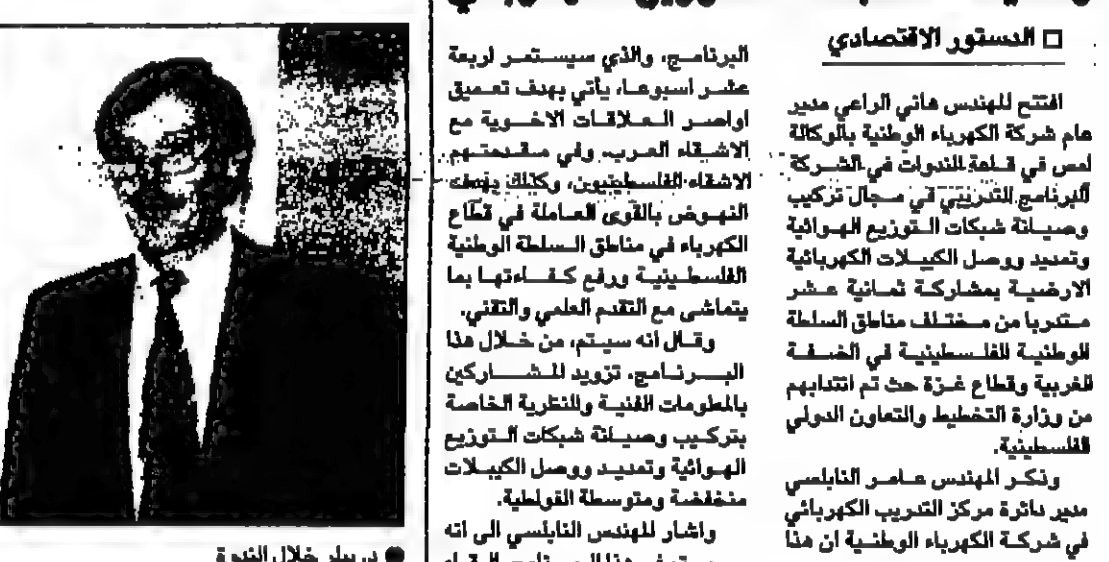 □ الدستور الاقتصادي
افتتح المهندس هاني الراعي مدير
عام شركة الكهرباء الوطنية بالوكالة
امس في قاعة الندوات في الشركة
البرنامج التدريبي في مجال تركيب
وصيانة شبكات التوزيع الهوائية
وتمديد ووصل الكيبلات الكهربائية
الارضية بمشاركة ثمانية عشر
متدربا من مختلف مناطق السلطة
الوطنية الفلسطينية في الضفة
الغربية وقطاع غزة حث تم انتدابهم
من وزارة التخطيط والتعاون الدولي
الفلسطينية.
وذكر المهندس عامر النابلسي
مدير دائرة مركز التدريب الكهربائي
في شركة الكهرباء الوطنية ان هذا
البرنامج، والذي سيستمر اربعة
عشر اسبوعا، يأتي بهدف تعميق
اواصر العلاقات الاخوية مع
الاشقاء العرب، وفي مقدمتهم
الاشقاء الفلسطينيون، وكذلك بهدف
النهوض بالقوى العاملة في قطاع
الكهرباء في مناطق السلطة الوطنية
الفلسطينية ورفع كفاءتها بما
يتماشى مع التقدم العلمي والتقني.
وقال انه سيتم، من خلال هذا
البرنامج، تزويد المشاركين
بالمعلومات الفنية والنظرية الخاصة
بتركيب وصيانة شبكات التوزيع
الهوائية وتمديد ووصل الكيبلات
منخفضة ومتوسطة الفولطية.
واشار المهندس النابلسي الى انه
هذا البرنامج
خلال الندوة